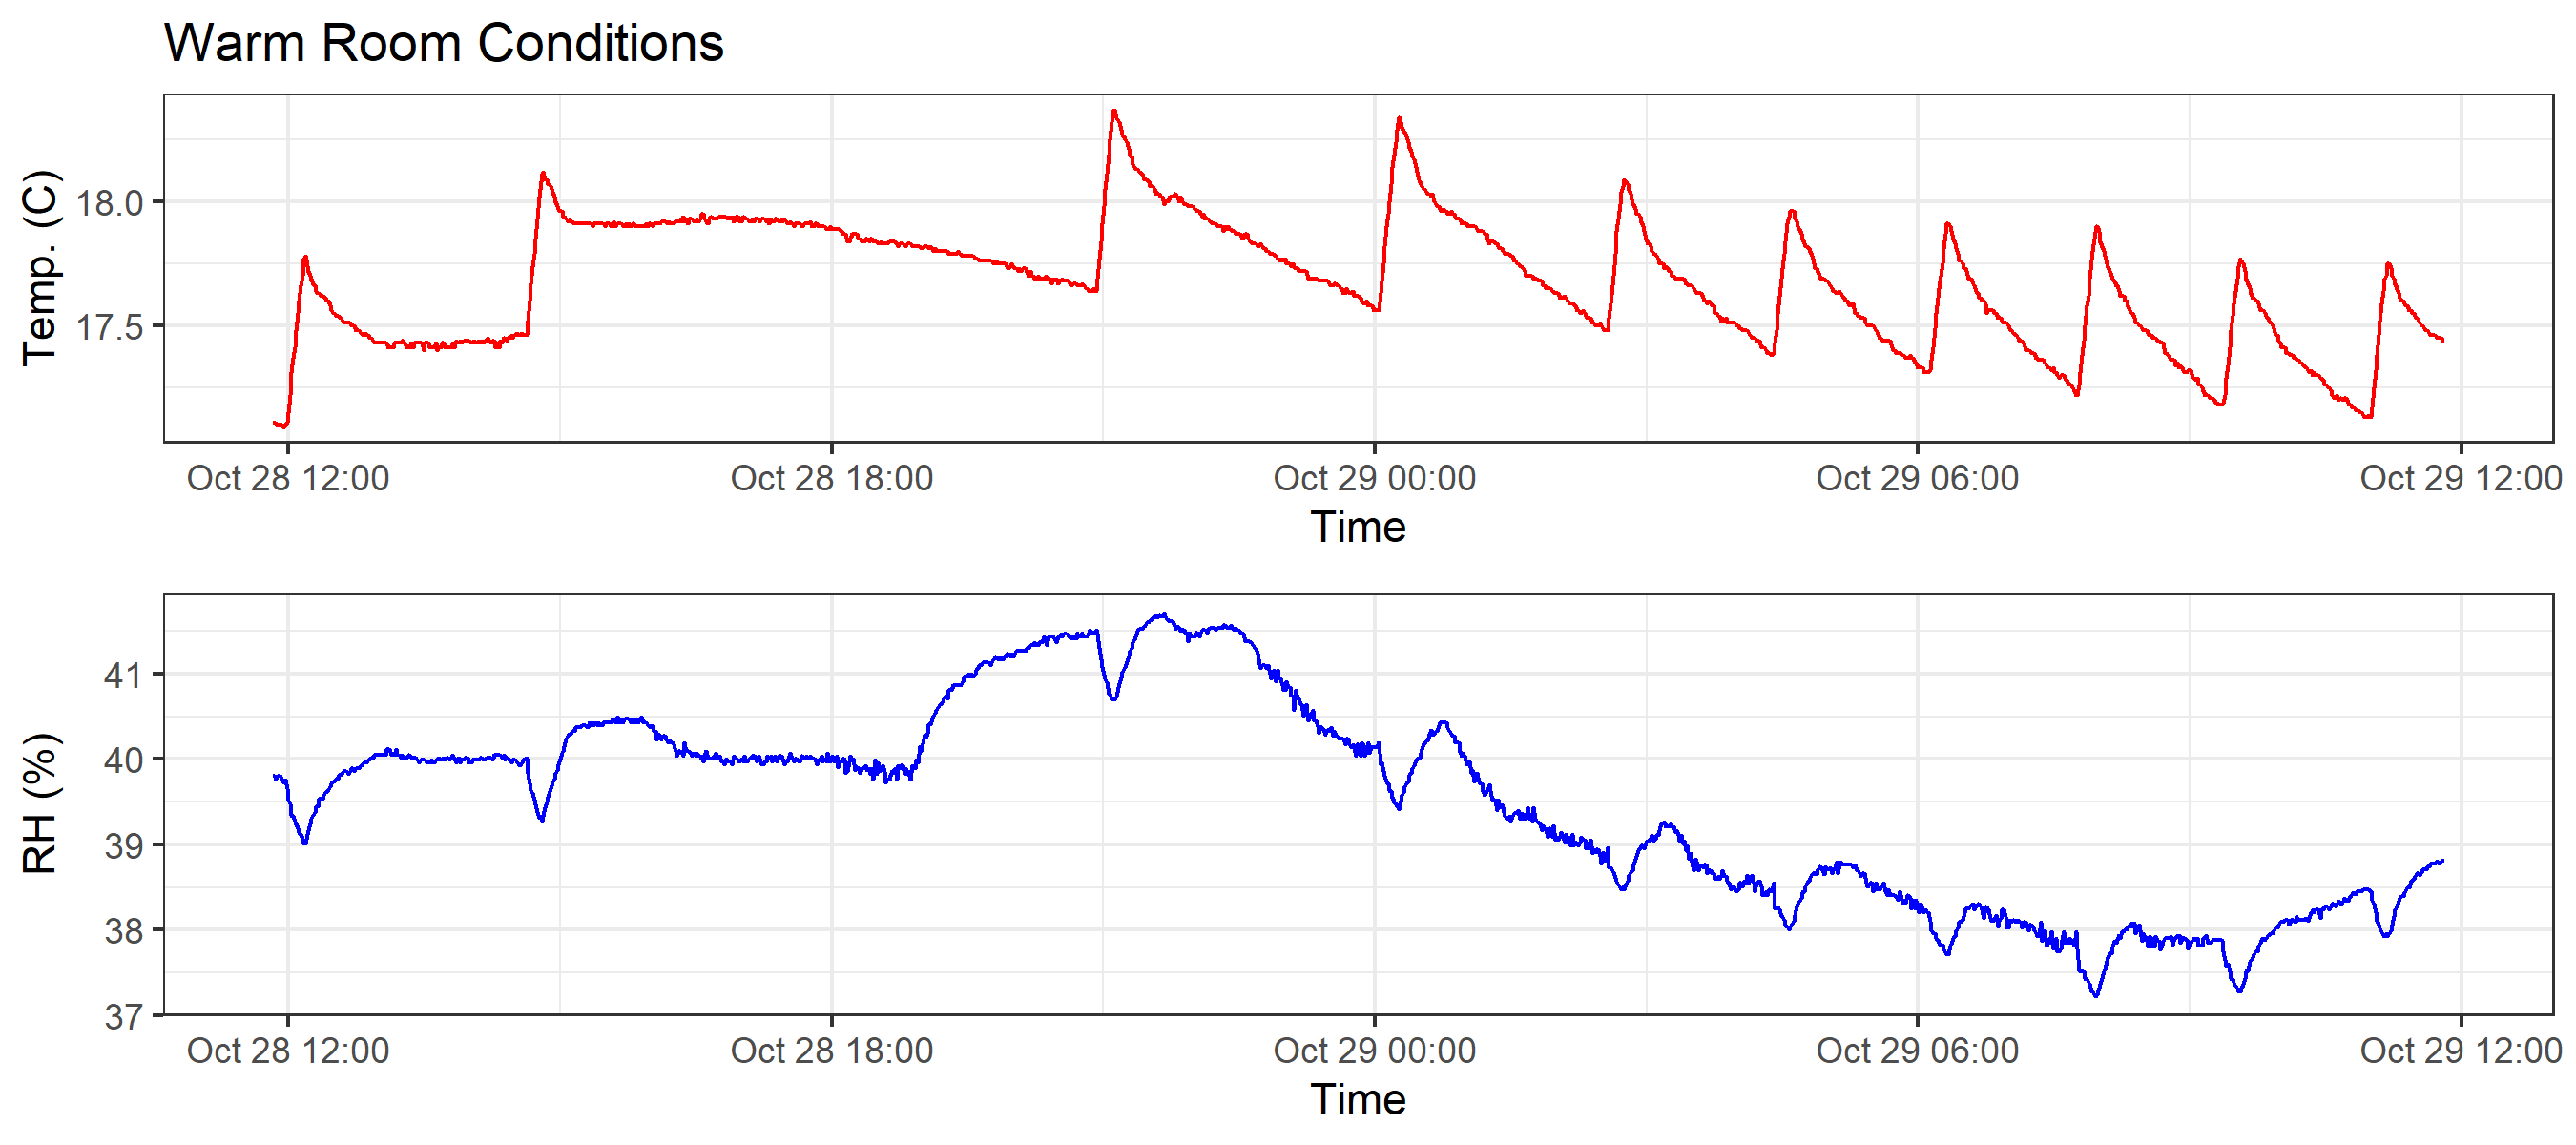 Warm Room Conditions
Temp. (C)
18.0
17.5
Oct 28 12:00 Oct 28 18:00 Oct 29 00:00 Oct 29 06:00 Oct 29 12:00
Time
RH (%)
41
40
39
38
37
Oct 28 12:00 Oct 28 18:00 Oct 29 00:00 Oct 29 06:00 Oct 29 12:00
Time